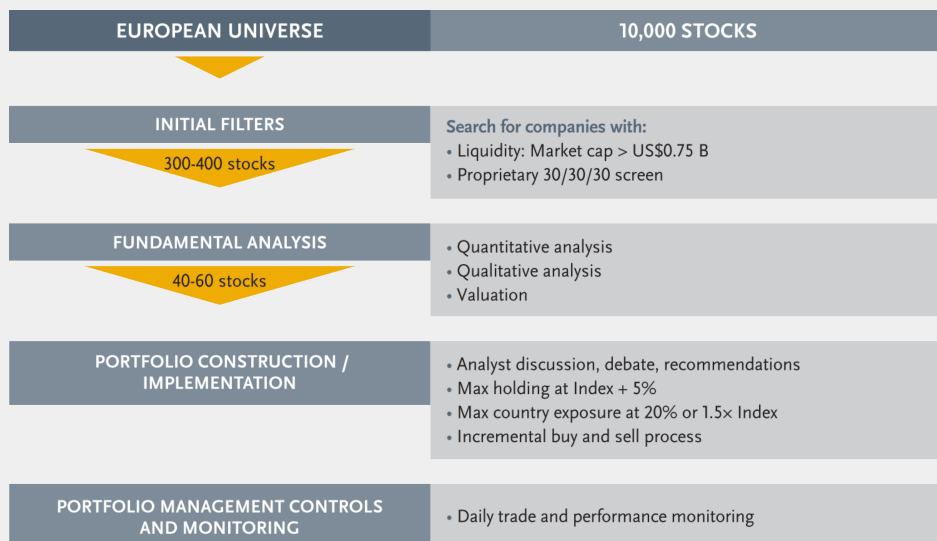 EUROPEAN UNIVERSE
10,000 STOCKS
INITIAL FILTERS
300-400 stocks
Search for companies with:
• Liquidity: Market cap > US$0.75 B
• Proprietary 30/30/30 screen
FUNDAMENTAL ANALYSIS
40-60 stocks
• Quantitative analysis
• Qualitative analysis
• Valuation
PORTFOLIO CONSTRUCTION /
IMPLEMENTATION
• Analyst discussion, debate, recommendations
• Max holding at Index + 5%
• Max country exposure at 20% or 1.5× Index
• Incremental buy and sell process
PORTFOLIO MANAGEMENT CONTROLS
AND MONITORING
• Daily trade and performance monitoring